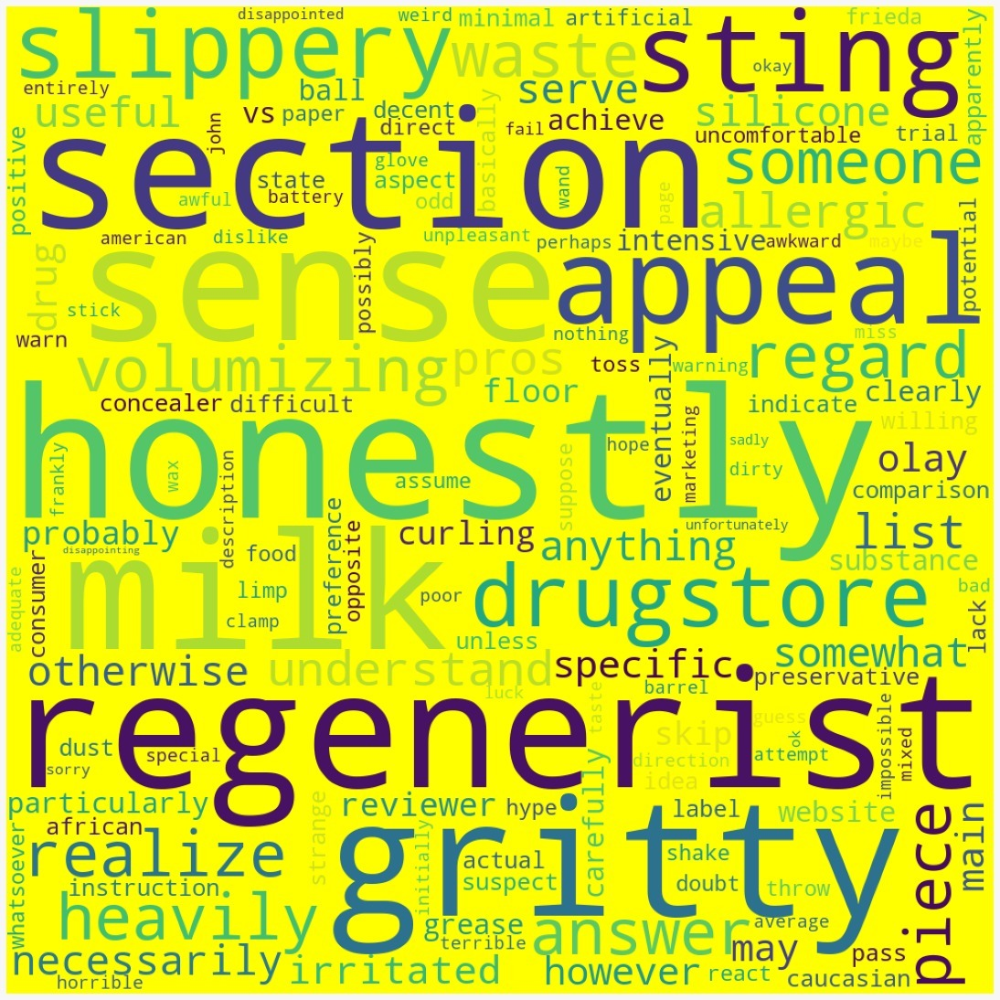 disappointed weird minimal artificial frieda
slippery waste sting okay apparently
entirely ball serve
useful vs paper decent direct fail achieve silicone
john basically uncomfortable trial
positive section state glove aspect wand someone
awful battery odd page allergic
american dislike unpleasant perhaps intensive awkward maybe potential
drug sense possibly appeal
stick nothing miss
warn volumizing pros toss warning regard
concealer difficult floor eventually indicate clearly
honestly hope marketing sadly willing
frankly wax description assume suppose dirty olay
comparison
probably preference opposite curling anything unfortunately list
disappointing food substance
consumer milk limp drugstore bad
adequate clamp poor lack
unless somewhat
otherwise understand specific preservative
luck taste barrel
regenerist skip guess impossible
dust special direction ok attempt mixed
sorry idea
particularly strange reviewer hype carefully label website
whatsoever african gritty piece main
realize initially actual shake
instruction suspect doubt throw
heavily grease answer average
terrible may pass
necessarily irritated however react caucasian
horrible